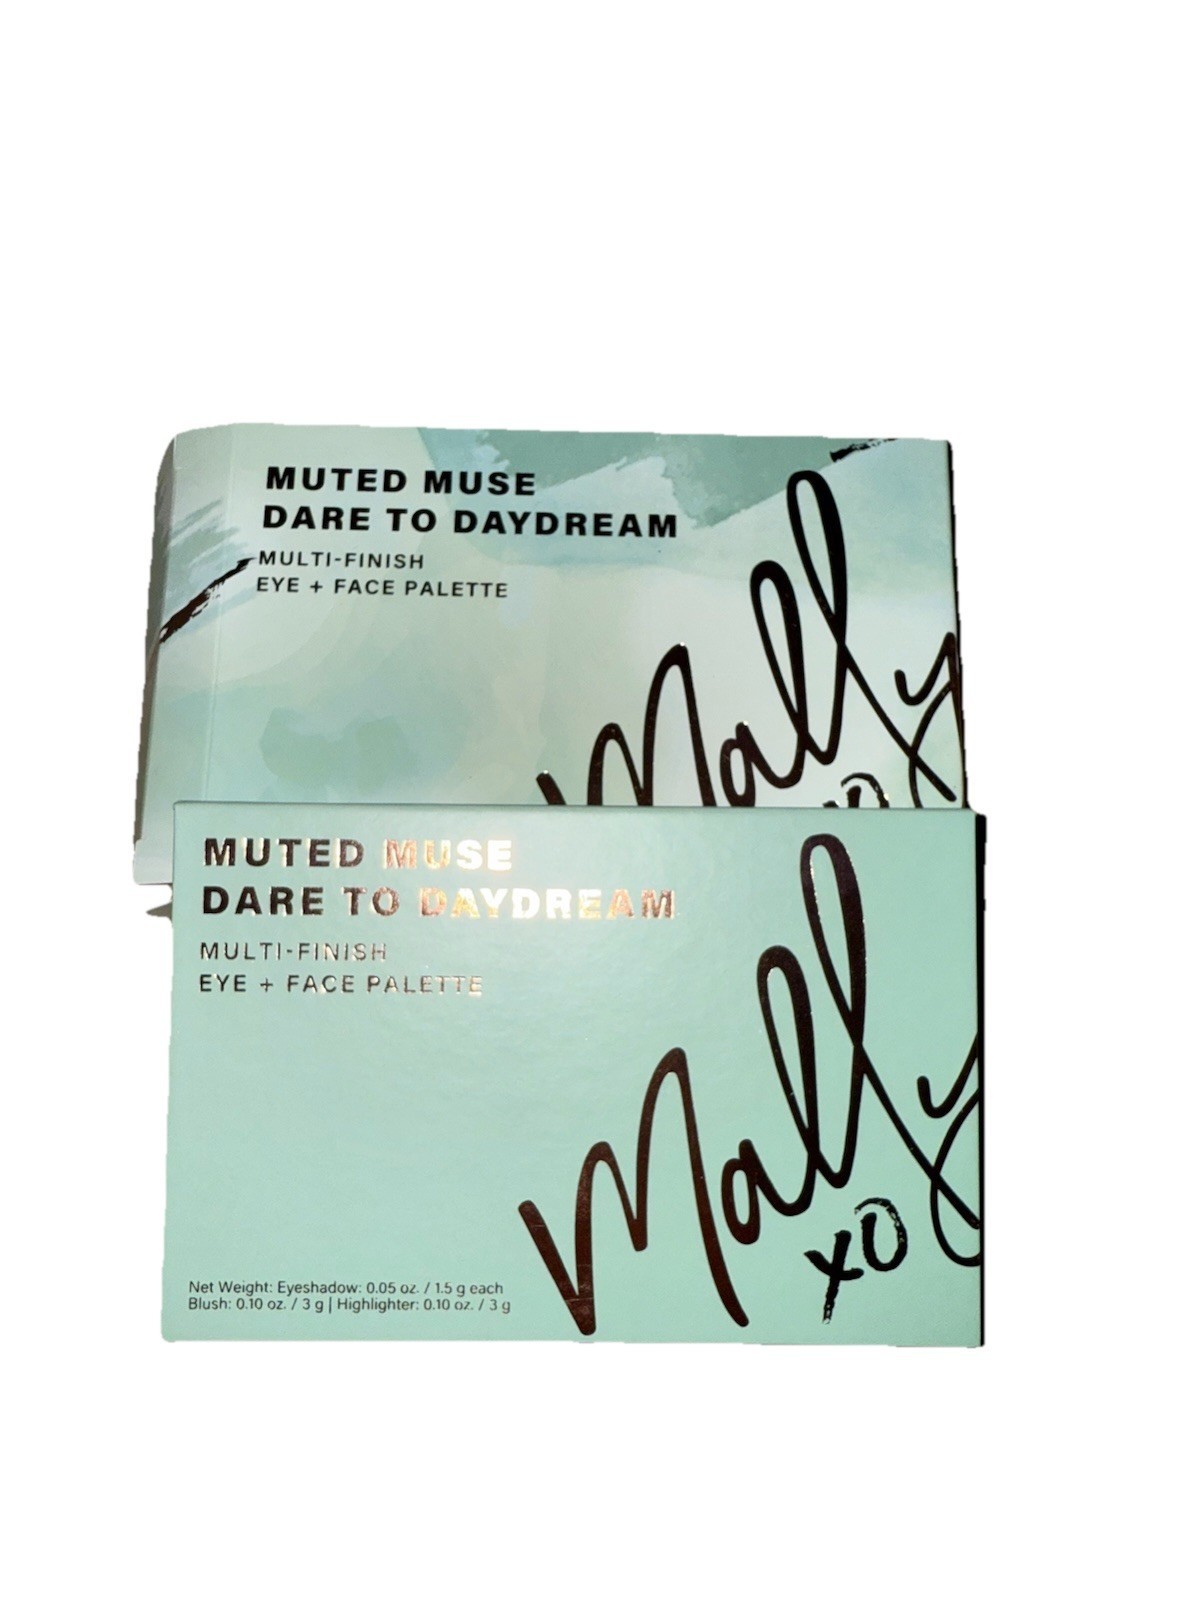 MUTED MUSE
DARE TO DAYDREAM
MULTI-FINISH
EYE + FACE PALETTE
Mally
xo
MUTED MUSE
DARE TO DAYDREAM
MULTI-FINISH
EYE + FACE PALETTE
Mally
xo
Net Weight: Eyeshadow: 0.05 oz. / 1.5 g each
Blush: 0.10 oz. / 3 g | Highlighter: 0.10 oz. / 3 g